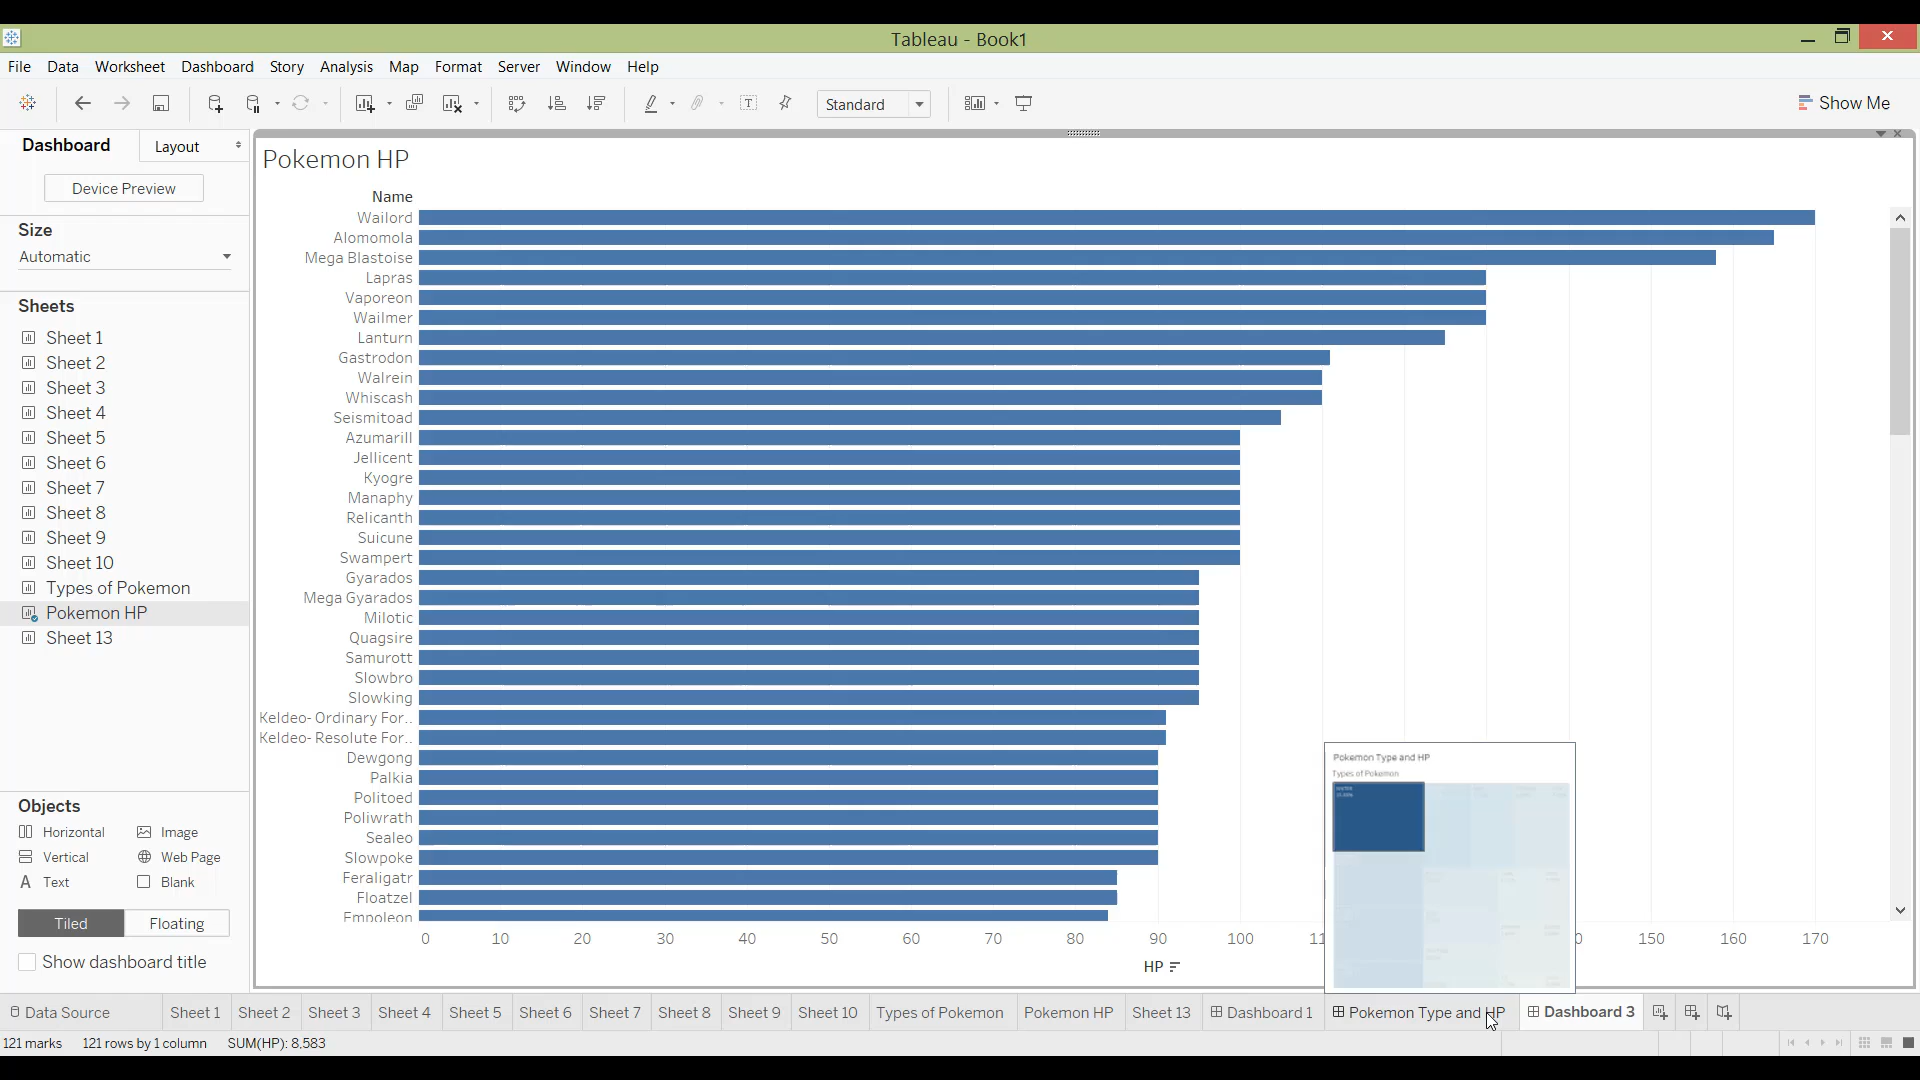 Tableau - Book1
File Data Worksheet Dashboard Story Analysis Map Format Server Window Help
Standard
Show Me
Dashboard
Layout
Device Preview
Size
Automatic
Sheets
Sheet 1
Sheet 2
Sheet 3
Sheet 4
Sheet 5
Sheet 6
Sheet 7
Sheet 8
Sheet 9
Sheet 10
Types of Pokemon
Pokemon HP
Sheet 13
Objects
Horizontal Image
Vertical Web Page
A Text Blank
Tiled Floating
Show dashboard title
Pokemon HP
Name
Wailord
Alomomola
Mega Blastoise
Lapras
Vaporeon
Wailmer
Lanturn
Gastrodon
Walrein
Whiscash
Seismitoad
Azumarill
Jellicent
Kyogre
Manaphy
Relicanth
Suicune
Swampert
Gyarados
Mega Gyarados
Milotic
Quagsire
Samurott
Slowbro
Slowking
Keldeo- Ordinary For..
Keldeo- Resolute For..
Dewgong
Palkia
Politoed
Poliwrath
Sealeo
Slowpoke
Feraligatr
Floatzel
Empoleon
0 10 20 30 40 50 60 70 80 90 100 11 0 150 160 170
HP
Pokemon Type and HP
Types of Pokemon
Data Source Sheet 1 Sheet 2 Sheet 3 Sheet 4 Sheet 5 Sheet 6 Sheet 7 Sheet 8 Sheet 9 Sheet 10 Types of Pokemon Pokemon HP Sheet 13 Dashboard 1 Pokemon Type and HP Dashboard 3
121 marks 121 rows by 1 column SUM(HP): 8,583